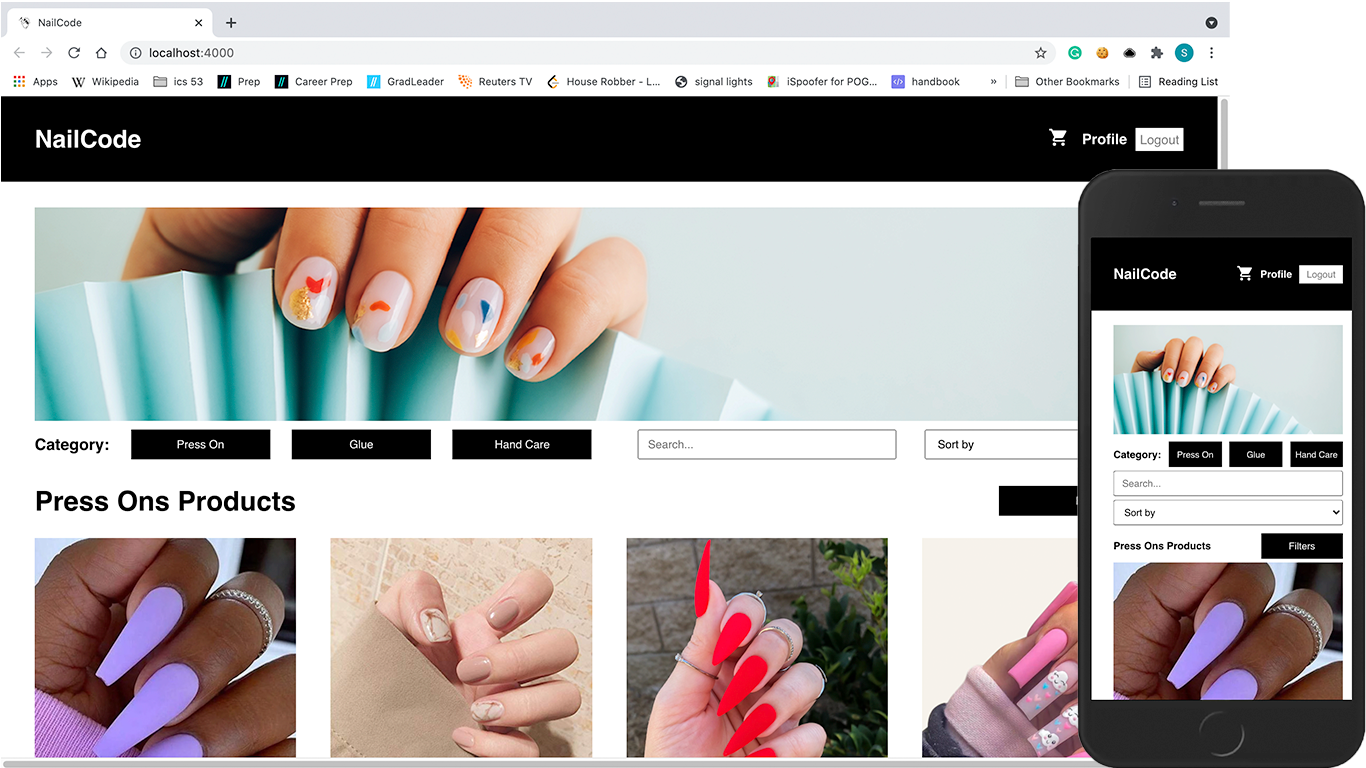 NailCode
localhost:4000
S
Apps Wikipedia ics 53 Prep Career Prep GradLeader Reuters TV House Robber - L... signal lights iSpoofer for POG... handbook » Other Bookmarks Reading List
NailCode Profile Logout
Category: Press On Glue Hand Care Search... Sort by
Press Ons Products
NailCode Profile Logout
Category: Press On Glue Hand Care
Search...
Sort by
Press Ons Products Filters